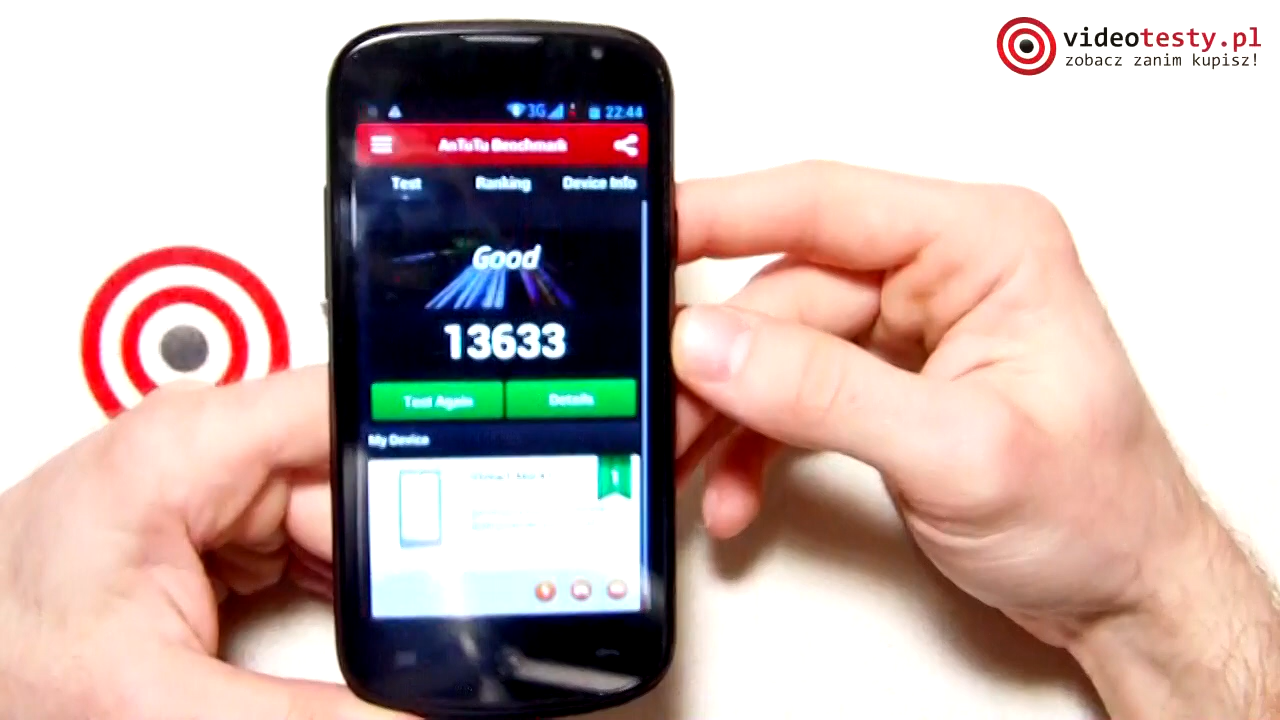 videotesty.pl
zobacz zanim kupisz!
3G 22:44
AnTuTu Benchmark
Test Ranking Device Info
Good
13633
Test Again Details
My Device
1